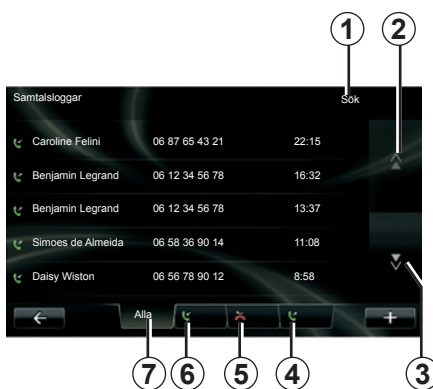 1 2
Samtalsloggar Sök
Caroline Felini 06 87 65 43 21 22:15
Benjamin Legrand 06 12 34 56 78 16:32
Benjamin Legrand 06 12 34 56 78 13:37
Simoes de Almeida 06 58 36 90 14 11:08
Daisy Wiston 06 56 78 90 12 8:58
Alla
7 6 5 4 3